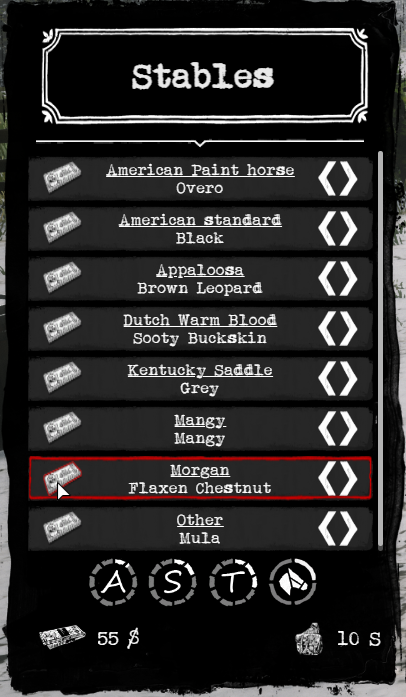 Stables
American Paint horse
Overo
American standard
Black
Appaloosa
Brown Leopard
Dutch Warm Blood
Sooty Buckskin
Kentucky Saddle
Grey
Mangy
Mangy
Morgan
Flaxen Chestnut
Other
Mula
A S T
55 $ 10 S